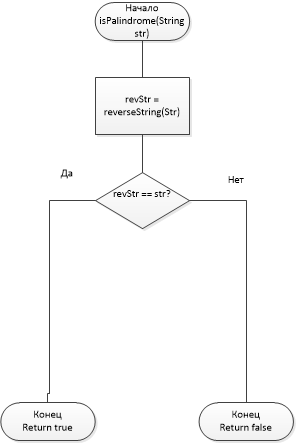 Начало
isPalindrome(String
str)
revStr =
reverseString(Str)
revStr == str?
Да
Нет
Конец
Return true
Конец
Return false